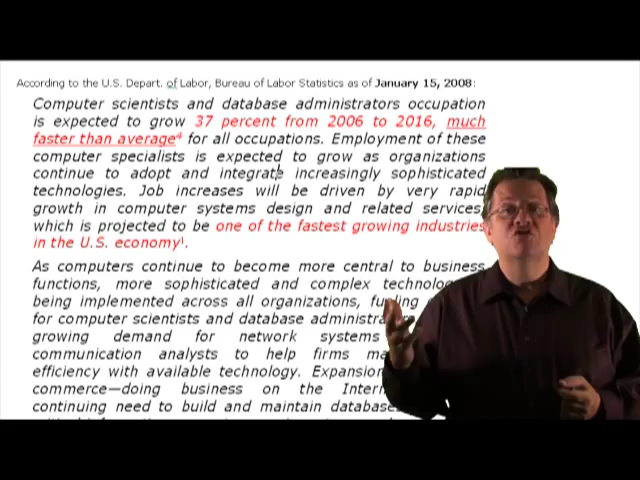 According to the U.S. Depart. of Labor, Bureau of Labor Statistics as of January 15, 2008:
Computer scientists and database administrators occupation
is expected to grow 37 percent from 2006 to 2016, much
faster than average⁴ for all occupations. Employment of these
computer specialists is expected to grow as organizations
continue to adopt and integrate increasingly sophisticated
technologies. Job increases will be driven by very rapid
growth in computer systems design and related services,
which is projected to be one of the fastest growing industries
in the U.S. economy¹.
As computers continue to become more central to business
functions, more sophisticated and complex
being implemented across all organizations,
for computer scientists and database
growing demand for network systems
communication analysts to help firms
efficiency with available technology.
commerce—doing business on the
continuing need to build and maintain